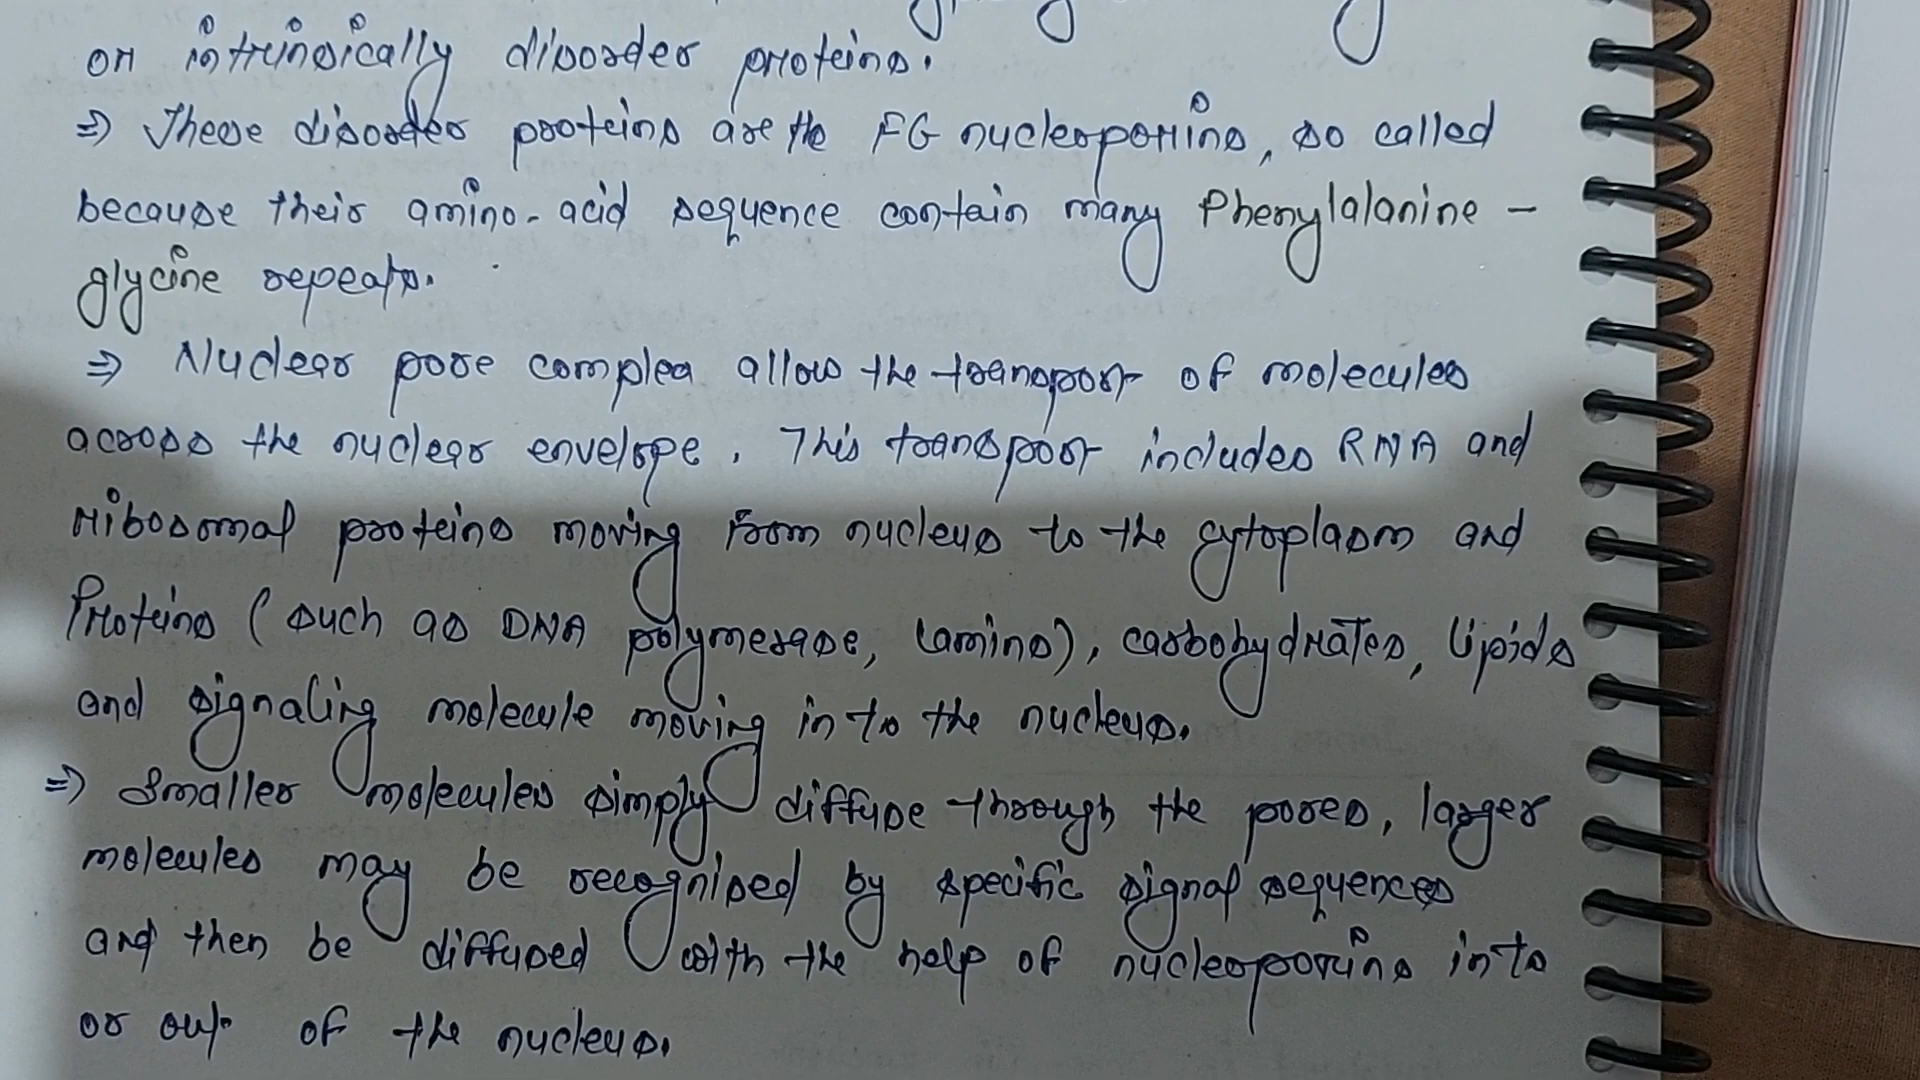 or intrinsically disorder proteins.
⇒ These disorder proteins are the FG nucleoporins, so called
because their amino-acid sequence contain many Phenylalanine -
glycine repeats.
⇒ Nuclear pore complex allow the transport of molecules
across the nuclear envelope. This transport includes RNA and
ribosomal proteins moving from nucleus to the cytoplasm and
Proteins (such as DNA polymerase, lamins), carbohydrates, lipids
and signaling molecule moving in to the nucleus.
⇒ Smaller molecules simply diffuse through the pores, larger
molecules may be recognised by specific signal sequences
and then be diffused with the help of nucleoporins into
or out of the nucleus.